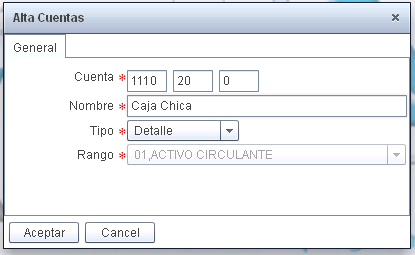 Alta Cuentas
General
Cuenta * 1110 20 0
Nombre * Caja Chica
Tipo * Detalle
Rango * 01,ACTIVO CIRCULANTE
Aceptar Cancel